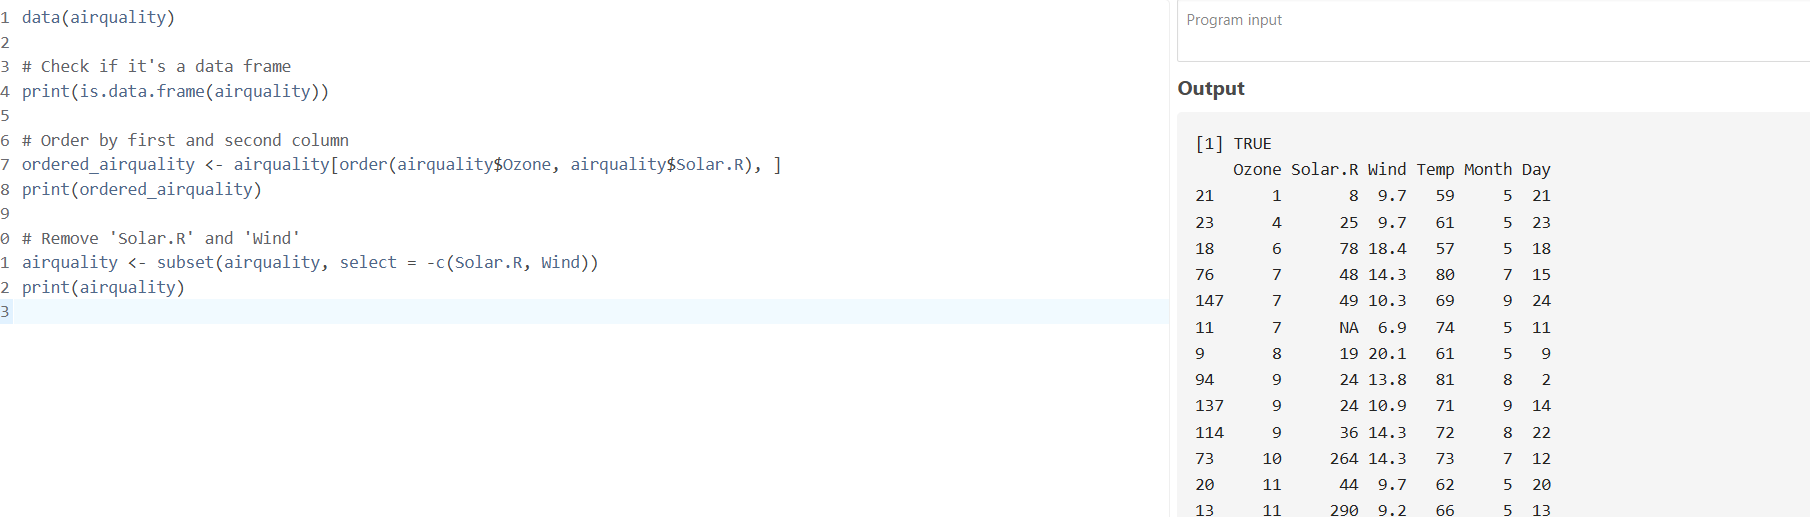 1 data(airquality)
2
3 # Check if it's a data frame
4 print(is.data.frame(airquality))
5
6 # Order by first and second column
7 ordered_airquality <- airquality[order(airquality$Ozone, airquality$Solar.R), ]
8 print(ordered_airquality)
9
0 # Remove 'Solar.R' and 'Wind'
1 airquality <- subset(airquality, select = -c(Solar.R, Wind))
2 print(airquality)
3
Program input
Output
[1] TRUE
Ozone Solar.R Wind Temp Month Day
21 1 8 9.7 59 5 21
23 4 25 9.7 61 5 23
18 6 78 18.4 57 5 18
76 7 48 14.3 80 7 15
147 7 49 10.3 69 9 24
11 7 NA 6.9 74 5 11
9 8 19 20.1 61 5 9
94 9 24 13.8 81 8 2
137 9 24 10.9 71 9 14
114 9 36 14.3 72 8 22
73 10 264 14.3 73 7 12
20 11 44 9.7 62 5 20
13 11 290 9.2 66 5 13